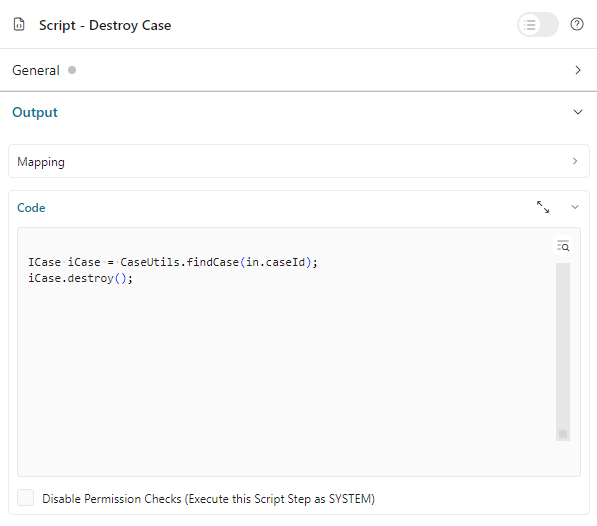 Script - Destroy Case
General
Output
Mapping
Code
ICase iCase = CaseUtils.findCase(in.caseId);
iCase.destroy();
Disable Permission Checks (Execute this Script Step as SYSTEM)